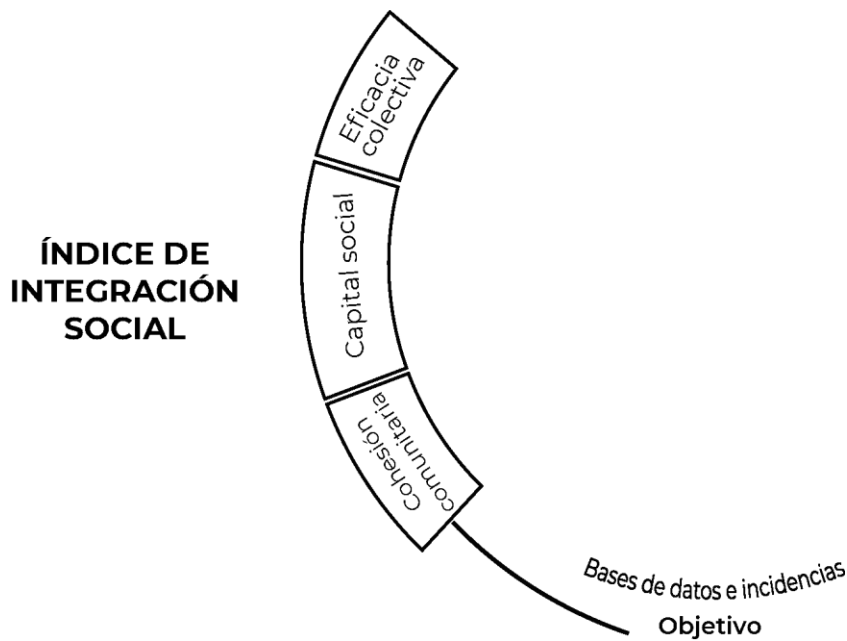 Eficacia
colectiva
Capital social
ÍNDICE DE
INTEGRACIÓN
SOCIAL
Cohesión
comunitaria
Bases de datos e incidencias
Objetivo